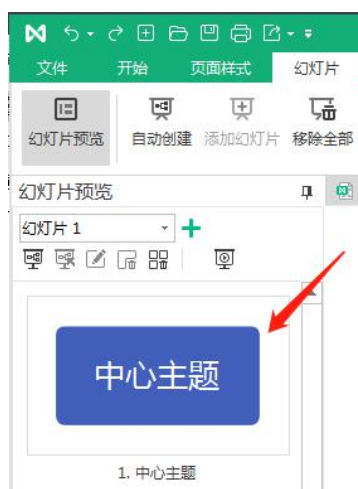 文件 开始 页面样式 幻灯片
幻灯片预览 自动创建 添加幻灯片 移除全部
幻灯片预览
幻灯片 1
中心主题
1. 中心主题